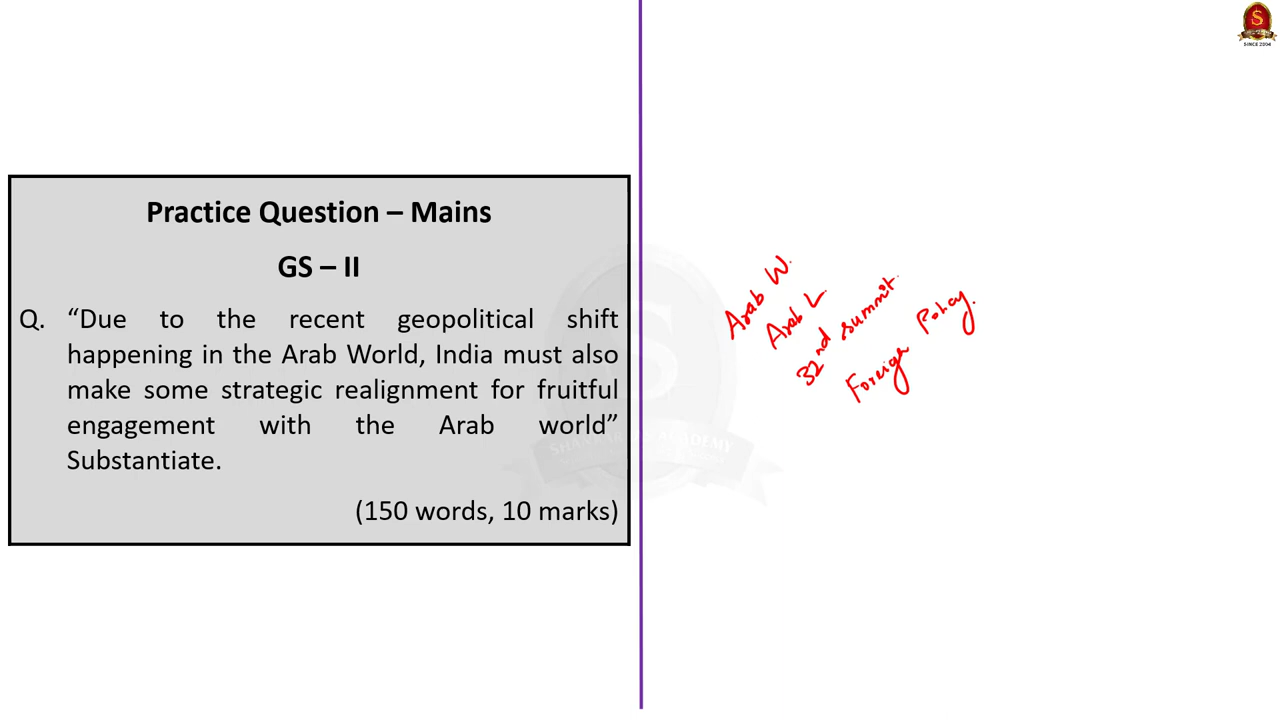 Practice Question – Mains
GS – II
Q. “Due to the recent geopolitical shift
happening in the Arab World, India must also
make some strategic realignment for fruitful
engagement with the Arab world”
Substantiate.
(150 words, 10 marks)
Arab W.
Arab L
32nd summit.
Foreign Policy.
S
SINCE 2004